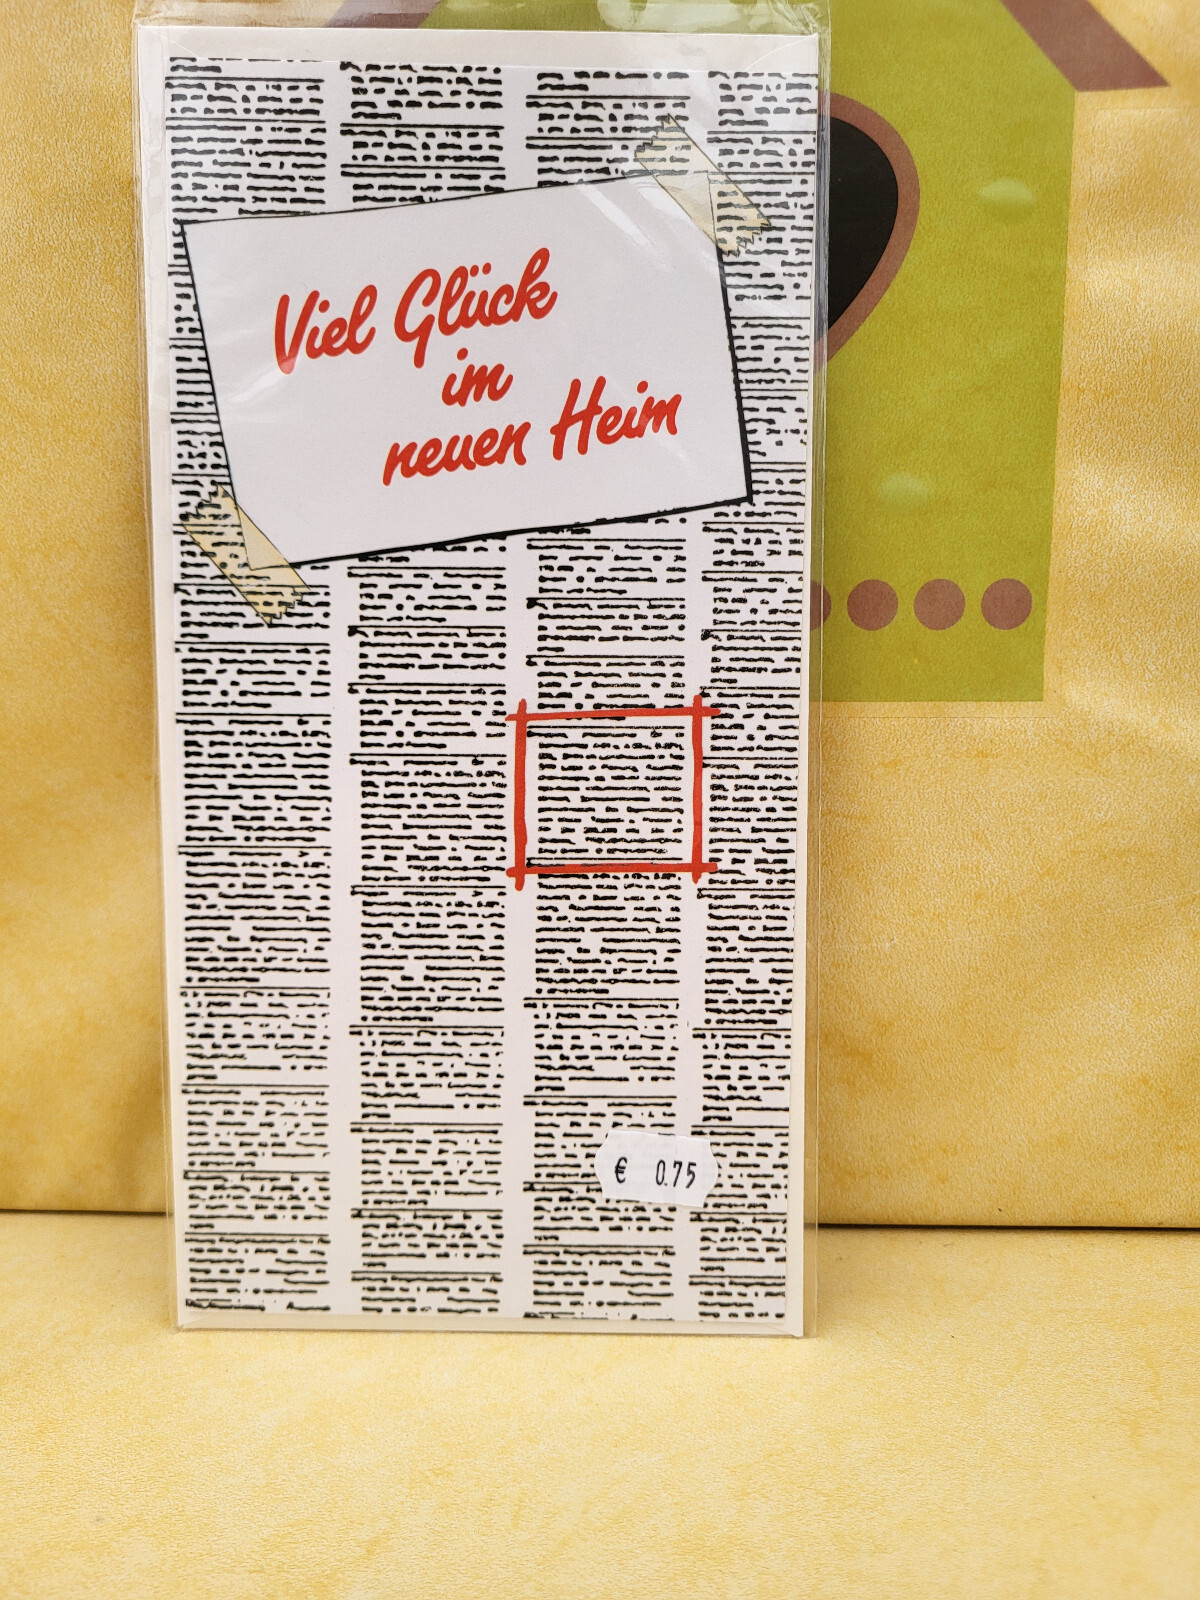 Viel Glück
im
neuen Heim
€ 0.75